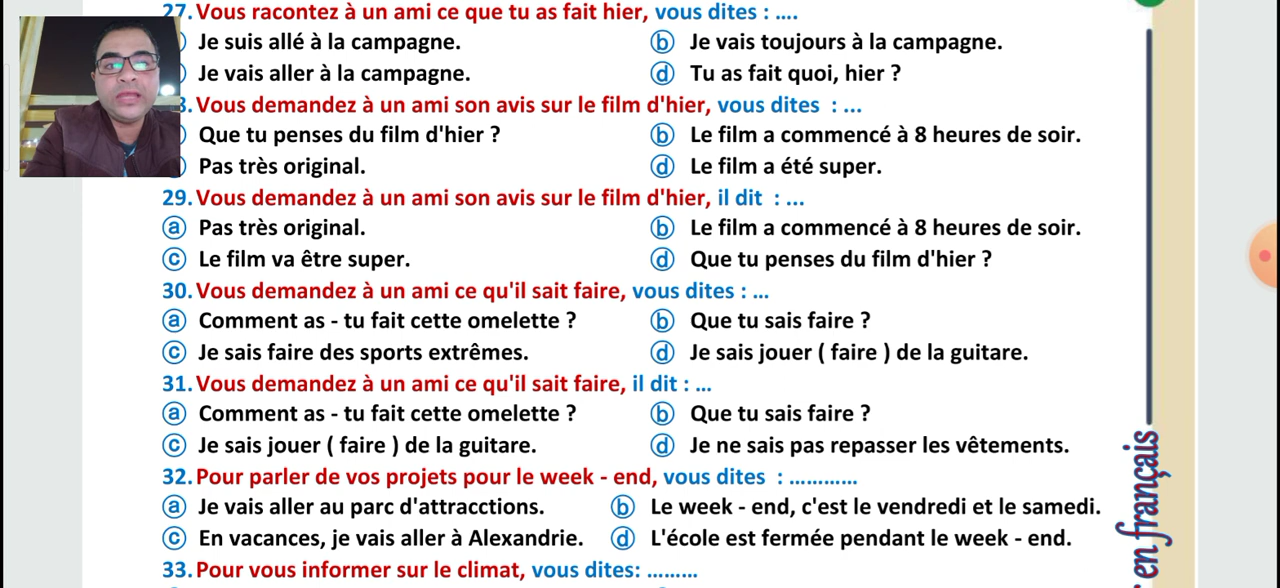 27. Vous racontez à un ami ce que tu as fait hier, vous dites : ....
Je suis allé à la campagne. ⓑ Je vais toujours à la campagne.
Je vais aller à la campagne. ⓓ Tu as fait quoi, hier ?
8. Vous demandez à un ami son avis sur le film d'hier, vous dites : ...
Que tu penses du film d'hier ? ⓑ Le film a commencé à 8 heures de soir.
Pas très original. ⓓ Le film a été super.
29. Vous demandez à un ami son avis sur le film d'hier, il dit : ...
ⓐ Pas très original. ⓑ Le film a commencé à 8 heures de soir.
ⓒ Le film va être super. ⓓ Que tu penses du film d'hier ?
30. Vous demandez à un ami ce qu'il sait faire, vous dites : ...
ⓐ Comment as - tu fait cette omelette ? ⓑ Que tu sais faire ?
ⓒ Je sais faire des sports extrêmes. ⓓ Je sais jouer ( faire ) de la guitare.
31. Vous demandez à un ami ce qu'il sait faire, il dit : ...
ⓐ Comment as - tu fait cette omelette ? ⓑ Que tu sais faire ?
ⓒ Je sais jouer ( faire ) de la guitare. ⓓ Je ne sais pas repasser les vêtements.
32. Pour parler de vos projets pour le week - end, vous dites : ............
ⓐ Je vais aller au parc d'attracctions. ⓑ Le week - end, c'est le vendredi et le samedi.
ⓒ En vacances, je vais aller à Alexandrie. ⓓ L'école est fermée pendant le week - end.
33. Pour vous informer sur le climat, vous dites: .........
en français